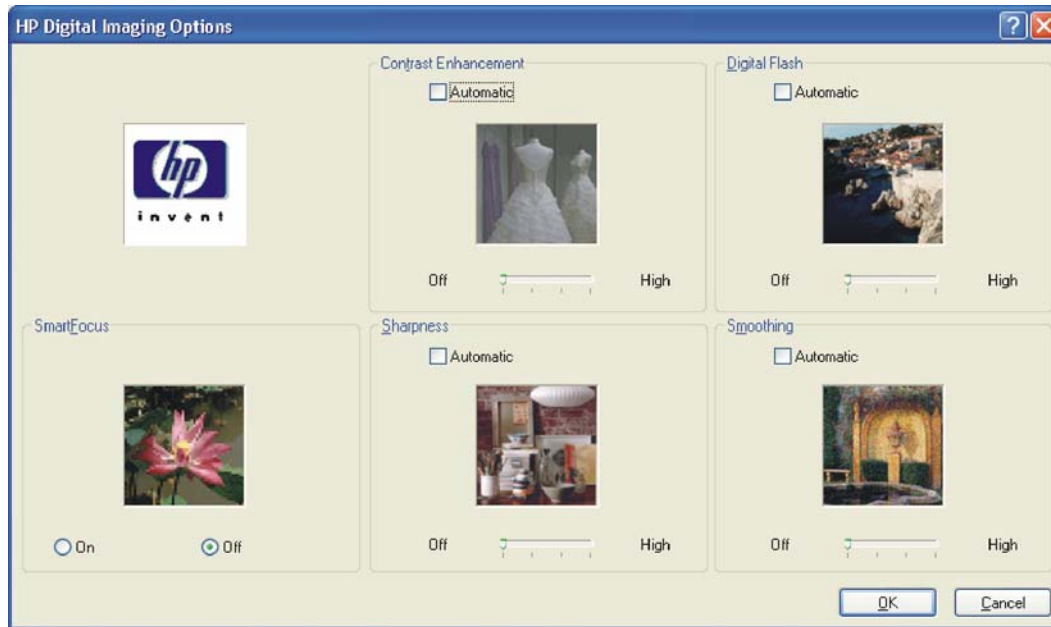 HP Digital Imaging Options
hp
invent
Contrast Enhancement
Automatic
Off High
Digital Flash
Automatic
Off High
SmartFocus
On Off
Sharpness
Automatic
Off High
Smoothing
Automatic
Off High
OK Cancel